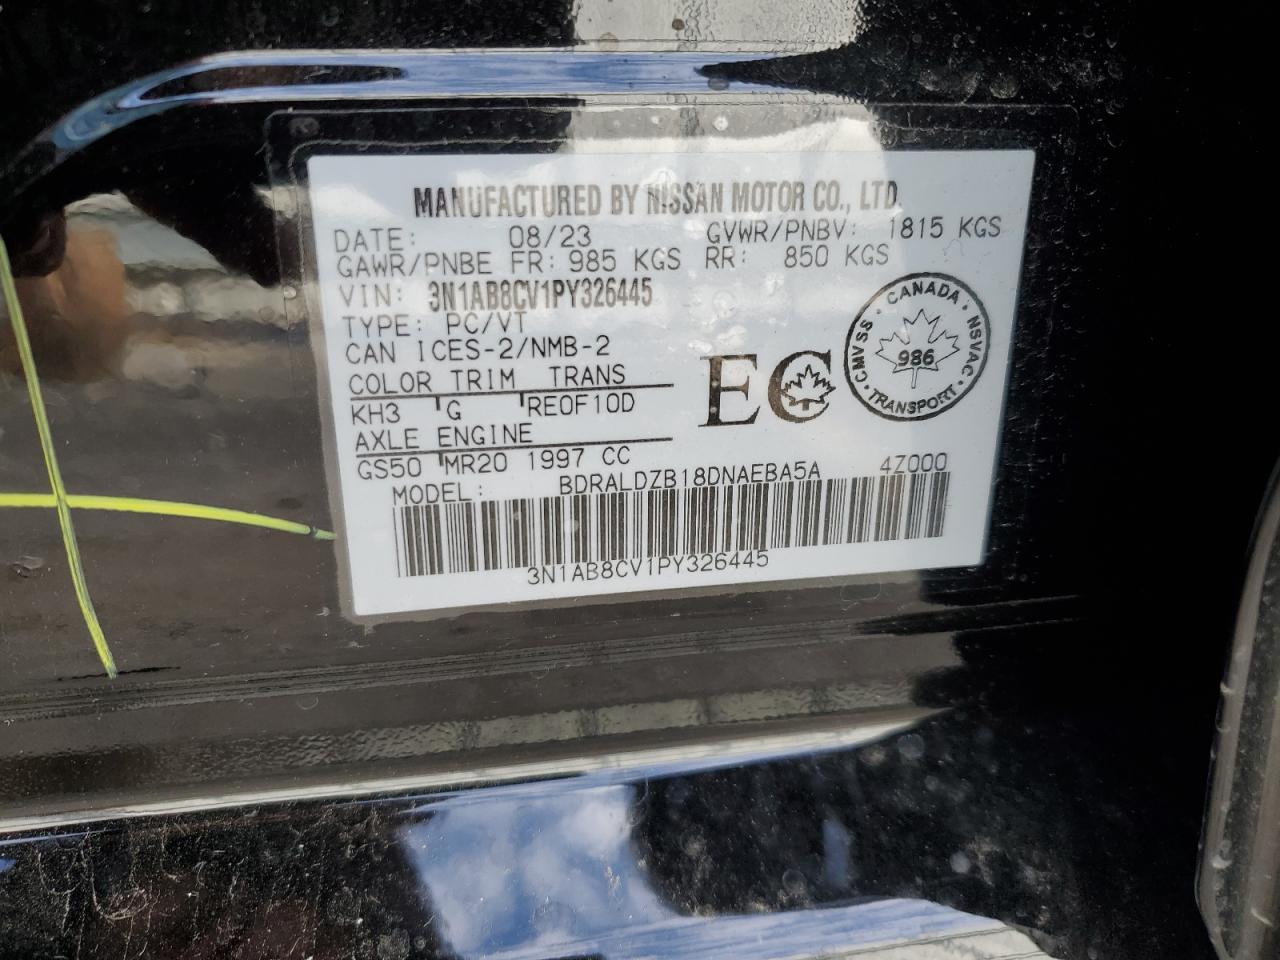 MANUFACTURED BY NISSAN MOTOR CO., LTD.
DATE: 08/23 GVWR/PNBV: 1815 KGS
GAWR/PNBE FR: 985 KGS RR: 850 KGS
VIN: 3N1AB8CV1PY326445
TYPE: PC/VT
CAN ICES-2/NMB-2
COLOR TRIM TRANS
KH3 G RE0F10D
AXLE ENGINE
GS50 MR20 1997 CC
EC
CANADA · NSVAC · TRANSPORT · CMVSS ·
986
MODEL: BDRALDZB18DNAEBA5A 4Z000
3N1AB8CV1PY326445